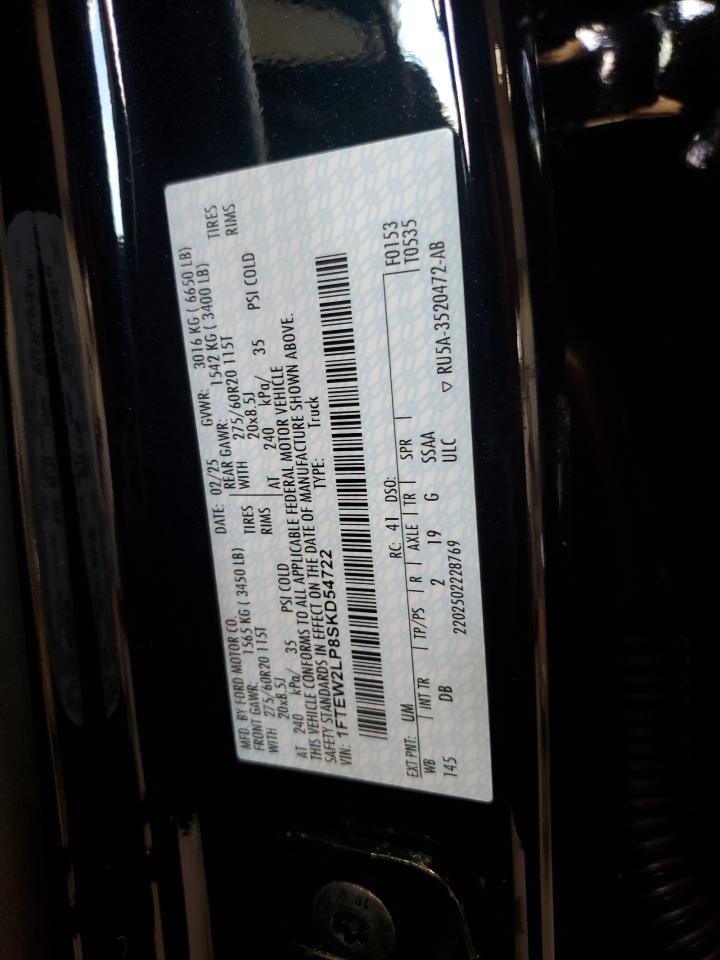 MFD. BY FORD MOTOR CO.
DATE: 02/25 GVWR: 3016 KG ( 6650 LB)
FRONT GAWR: 1565 KG ( 3450 LB) REAR GAWR: 1542 KG ( 3400 LB)
WITH 275/60R20 115T TIRES WITH 275/60R20 115T TIRES
20x8.5J RIMS 20x8.5J RIMS
AT 240 kPa/ 35 PSI COLD AT 240 kPa/ 35 PSI COLD
THIS VEHICLE CONFORMS TO ALL APPLICABLE FEDERAL MOTOR VEHICLE
SAFETY STANDARDS IN EFFECT ON THE DATE OF MANUFACTURE SHOWN ABOVE.
VIN: 1FTEW2LP8SKD54722 TYPE: Truck
F0153
EXT PNT: UM RC: 41 DSO: T0535
WB INT TR TP/PS R AXLE TR SPR
145 DB 2 19 G SSAA
2202502228769 ULC ▽ RU5A-3520472-AB